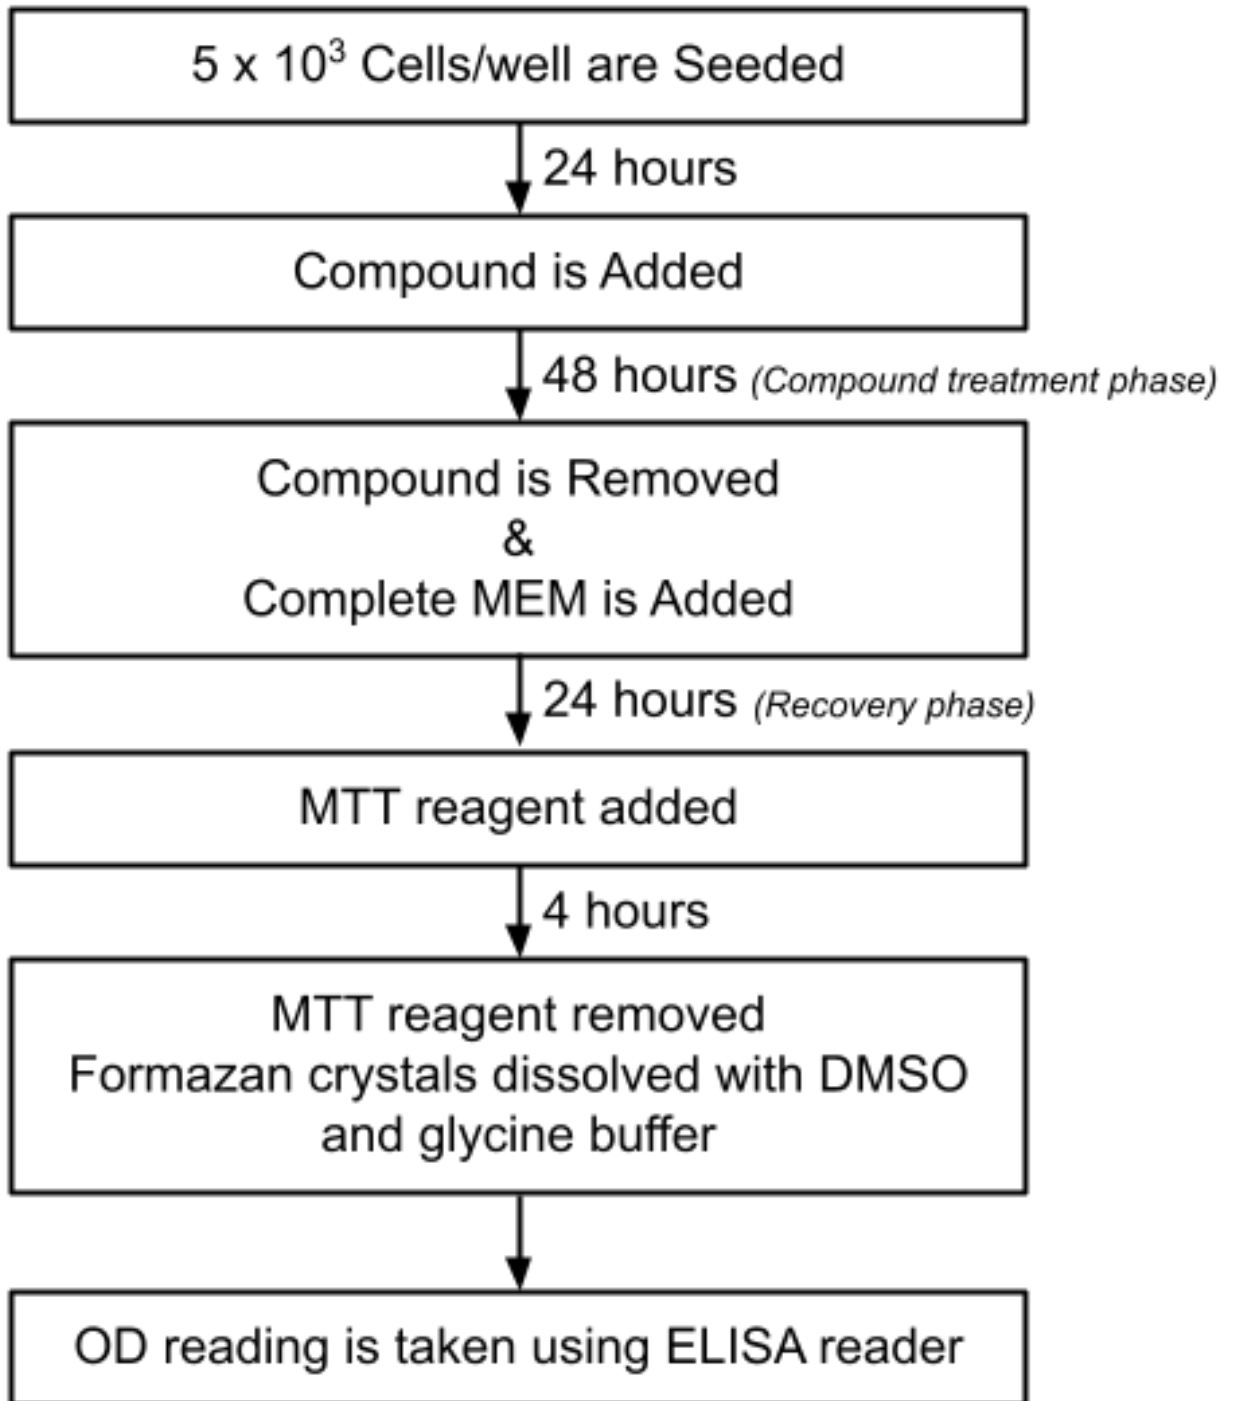 5 x 10³ Cells/well are Seeded
24 hours
Compound is Added
48 hours (Compound treatment phase)
Compound is Removed
&
Complete MEM is Added
24 hours (Recovery phase)
MTT reagent added
4 hours
MTT reagent removed
Formazan crystals dissolved with DMSO
and glycine buffer
OD reading is taken using ELISA reader